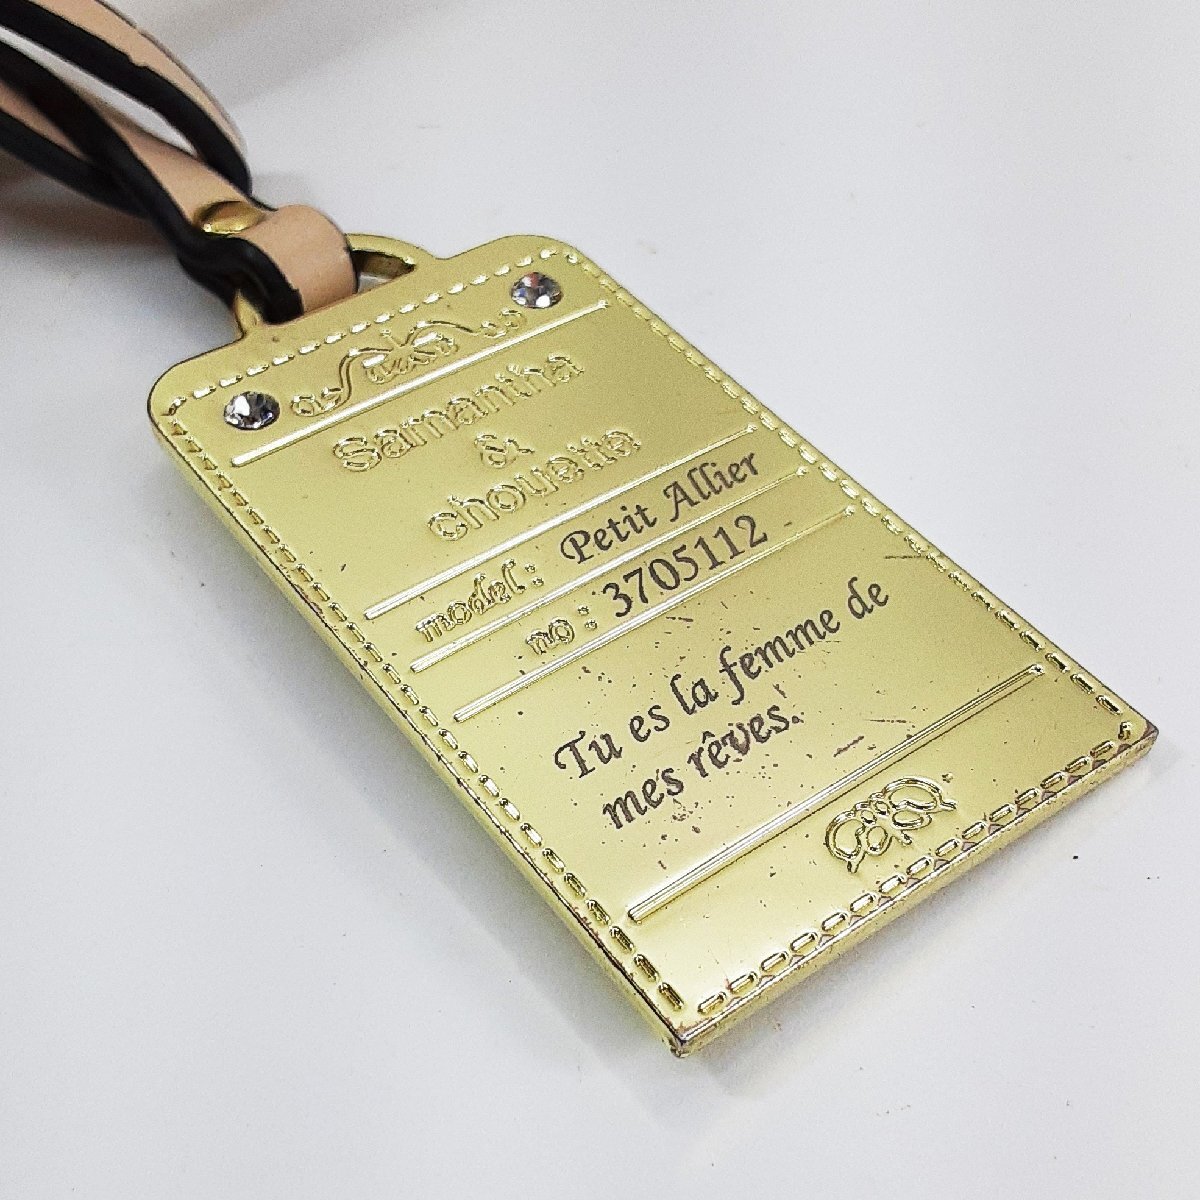 Samantha
&
chouette
model: Petit Allier
no: 3705112
Tu es la femme de
mes rêves.